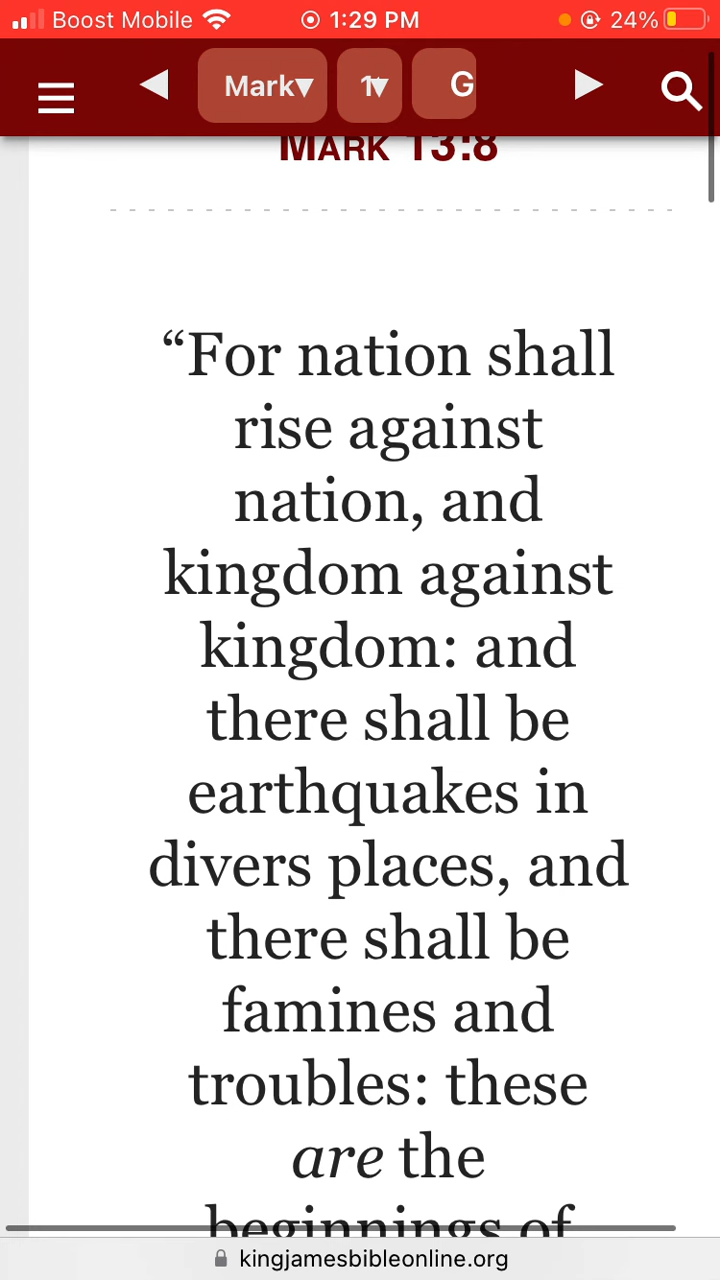 Boost Mobile 1:29 PM 24%
Mark▾ 1▾ G
MARK 13:8
“For nation shall
rise against
nation, and
kingdom against
kingdom: and
there shall be
earthquakes in
divers places, and
there shall be
famines and
troubles: these
are the
beginnings of
kingjamesbibleonline.org